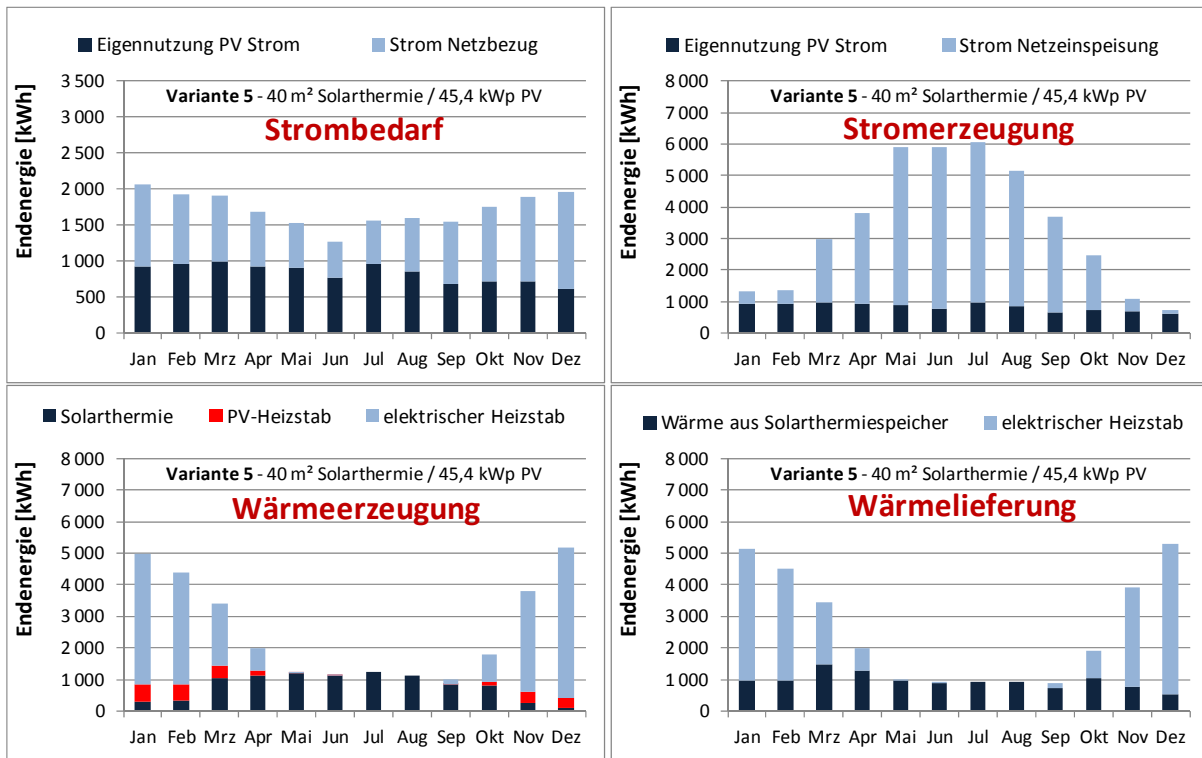 Eigennutzung PV Strom Strom Netzbezug
Endenergie [kWh]
3 500
3 000
2 500
2 000
1 500
1 000
500
0
Variante 5 - 40 m² Solarthermie / 45,4 kWp PV
Strombedarf
Jan Feb Mrz Apr Mai Jun Jul Aug Sep Okt Nov Dez
Eigennutzung PV Strom Strom Netzeinspeisung
Endenergie [kWh]
8 000
7 000
6 000
5 000
4 000
3 000
2 000
1 000
0
Variante 5 - 40 m² Solarthermie / 45,4 kWp PV
Stromerzeugung
Jan Feb Mrz Apr Mai Jun Jul Aug Sep Okt Nov Dez
Solarthermie PV-Heizstab elektrischer Heizstab
Endenergie [kWh]
8 000
7 000
6 000
5 000
4 000
3 000
2 000
1 000
0
Variante 5 - 40 m² Solarthermie / 45,4 kWp PV
Wärmeerzeugung
Jan Feb Mrz Apr Mai Jun Jul Aug Sep Okt Nov Dez
Wärme aus Solarthermiespeicher elektrischer Heizstab
Endenergie [kWh]
8 000
7 000
6 000
5 000
4 000
3 000
2 000
1 000
0
Variante 5 - 40 m² Solarthermie / 45,4 kWp PV
Wärmelieferung
Jan Feb Mrz Apr Mai Jun Jul Aug Sep Okt Nov Dez